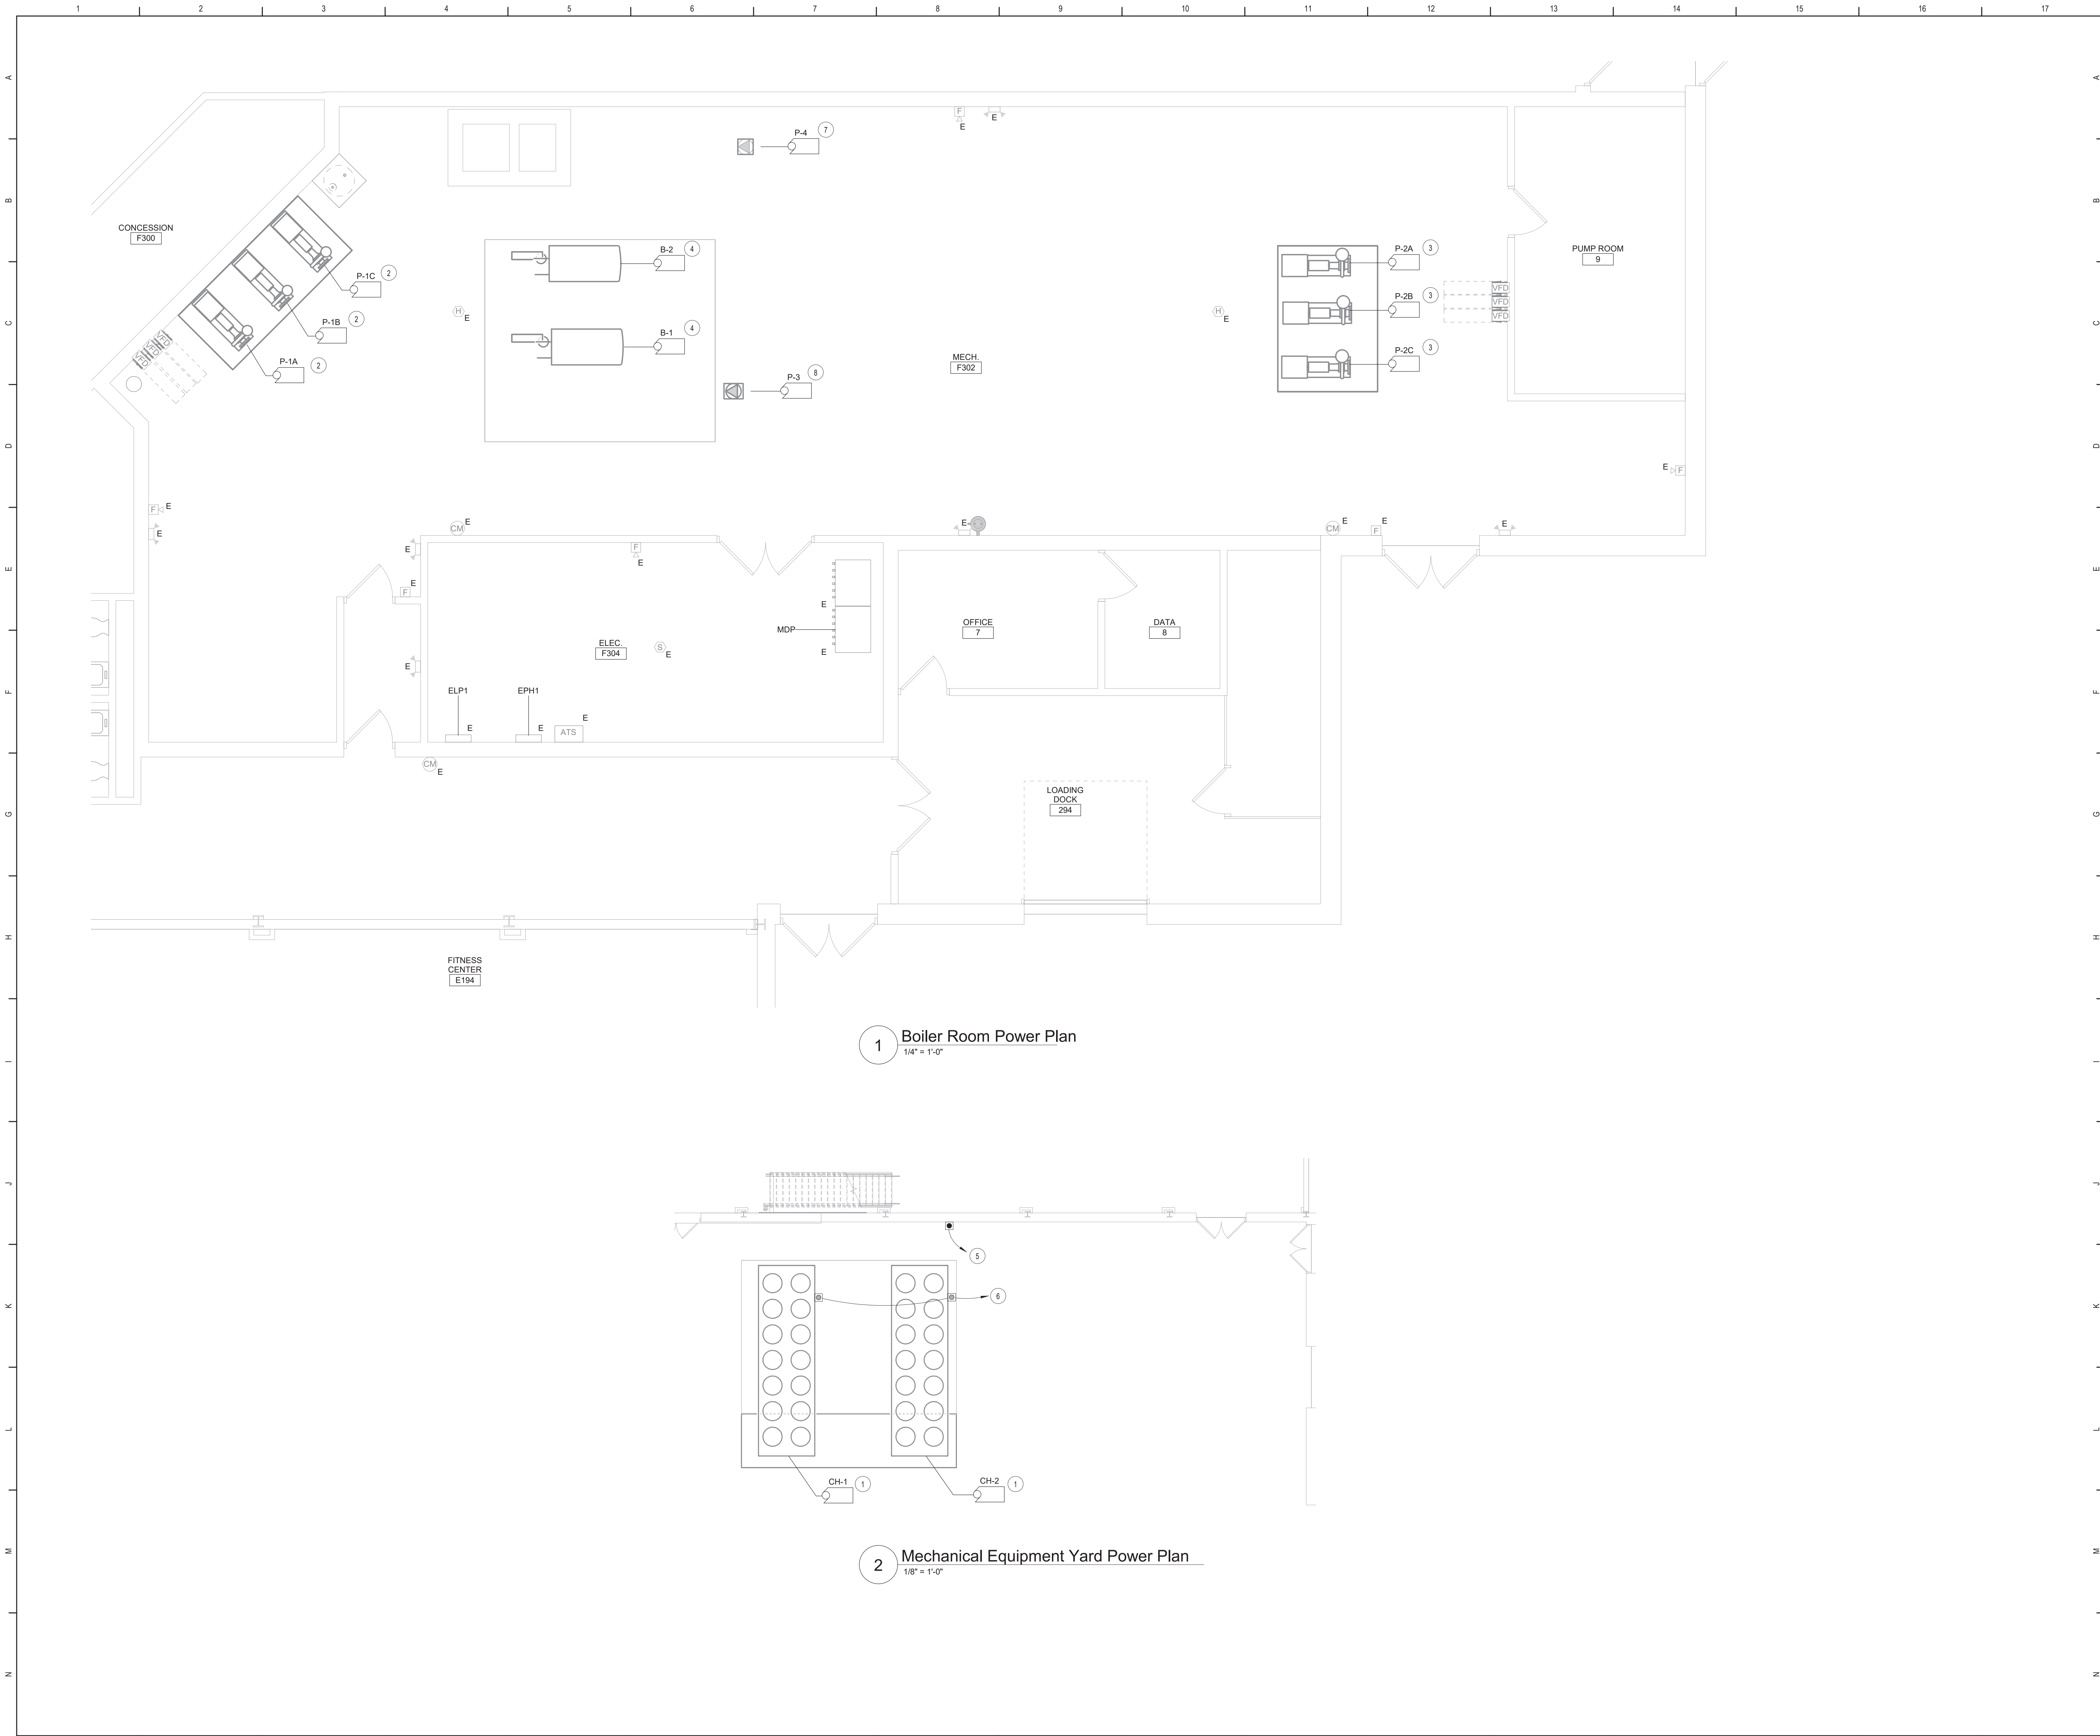 1 2 3 4 5 6 7 8 9 10 11 12 13 14 15 16 17
A A
F
E
E
P-4 7
B B
CONCESSION
F300
B-2 4
P-2A 3
PUMP ROOM
9
P-1C 2
VFD
P-2B 3
VFD
VFD
H E
H E
C C
P-1B 2
B-1 4
P-2C 3
VFD
VFD
VFD
P-1A 2
MECH.
F302
P-3 8
D D
E F
F E
E
CM E
E
CM E
F E
E
E
F
E
E E
F E
E
OFFICE
7
DATA
8
MDP
ELEC.
F304
S E
E
E
F F
ELP1
EPH1
E
E
E
ATS
CM
E
LOADING
DOCK
294
G G
H H
FITNESS
CENTER
E194
1 Boiler Room Power Plan
1/4" = 1'-0"
I I
J J
5
6
K K
L L
CH-1 1
CH-2 1
2 Mechanical Equipment Yard Power Plan
1/8" = 1'-0"
M M
N N